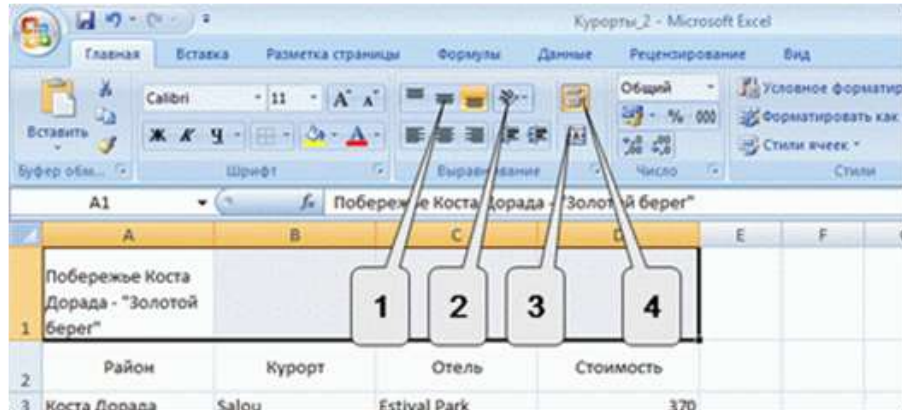 Курорты_2 - Microsoft Excel
Главная Вставка Разметка страницы Формулы Данные Рецензирование Вид
Calibri 11 A A Общий Условное формати
Вставить Ж К Ч А % 000 Форматировать как
Стили ячеек
Буфер обм... Шрифт Выравнивание Число Стили
A1 fx Побережье Коста Дорада - "Золотой берег"
A B C D E F
Побережье Коста
Дорада - "Золотой
1 берег"
1 2 3 4
2 Район Курорт Отель Стоимость
3 Коста Дорада Salou Estival Park 370